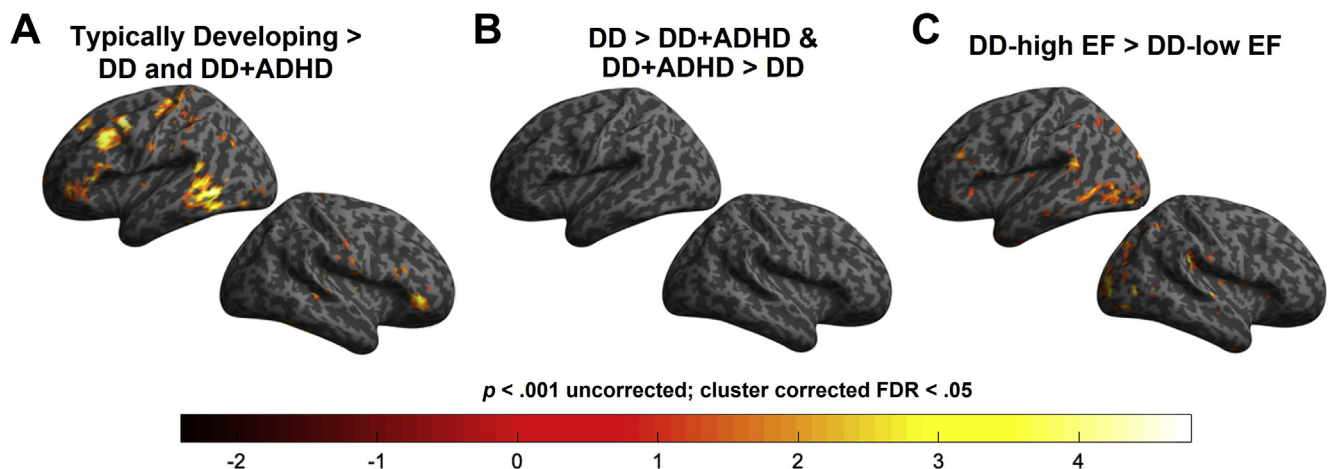 A
Typically Developing >
DD and DD+ADHD
B
DD > DD+ADHD &
DD+ADHD > DD
C
DD-high EF > DD-low EF
p < .001 uncorrected; cluster corrected FDR < .05
-2 -1 0 1 2 3 4